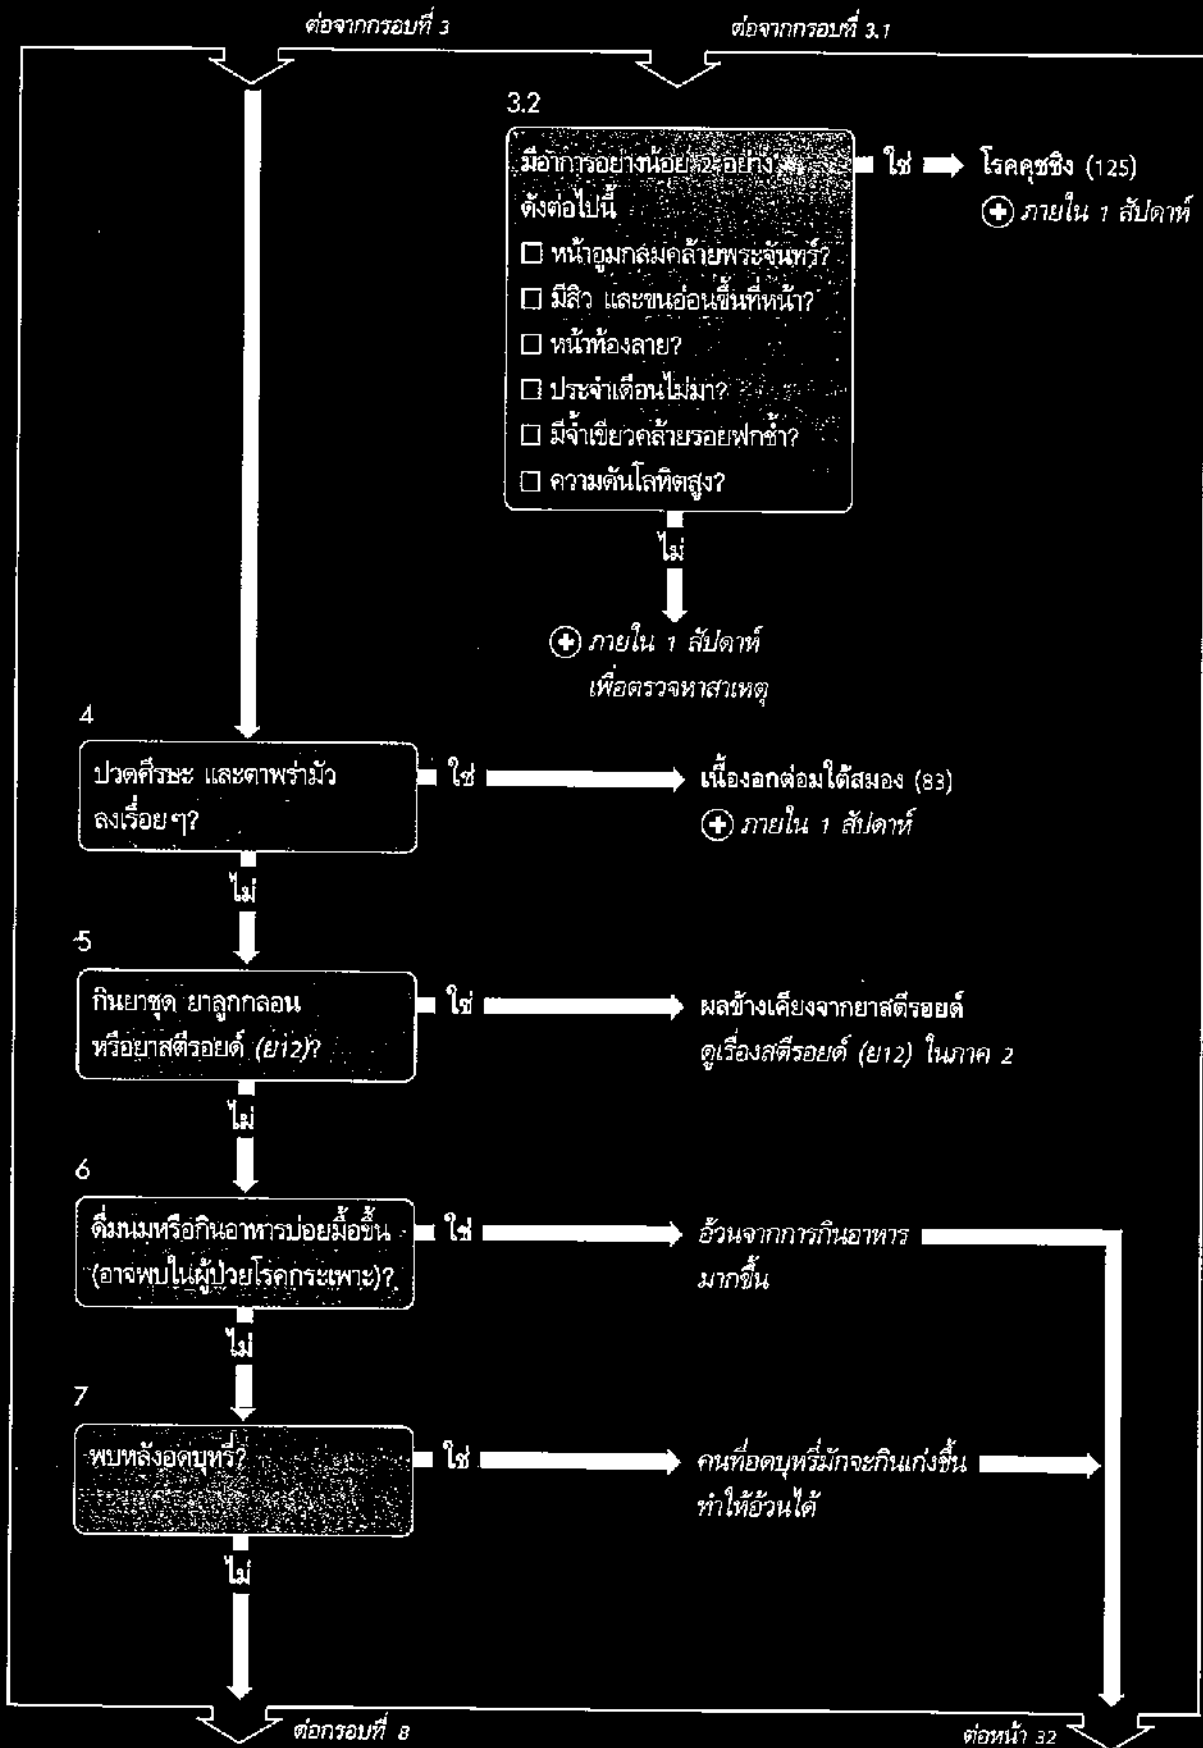 ต่อจากกรอบที่ 3
ต่อจากกรอบที่ 3.1
3.2
มีอาการอย่างน้อย 2 อย่าง
ดังต่อไปนี้
□ หน้าอูมกลมคล้ายพระจันทร์?
□ มีสิว และขนอ่อนขึ้นที่หน้า?
□ หน้าท้องลาย?
□ ประจำเดือนไม่มา?
□ มีจ้ำเขียวคล้ายรอยฟกช้ำ?
□ ความดันโลหิตสูง?
ใช่
โรคคุชชิง (125)
ภายใน 1 สัปดาห์
ไม่
ภายใน 1 สัปดาห์
เพื่อตรวจหาสาเหตุ
4
ปวดศีรษะ และตาพร่ามัว
ลงเรื่อยๆ?
ใช่
เนื้องอกต่อมใต้สมอง (83)
ภายใน 1 สัปดาห์
ไม่
5
กินยาชุด ยาลูกกลอน
หรือยาสตีรอยด์ (ย12)?
ใช่
ผลข้างเคียงจากยาสตีรอยด์
ดูเรื่องสตีรอยด์ (ย12) ในภาค 2
ไม่
6
ดื่มนมหรือกินอาหารบ่อยมื้อขึ้น
(อาจพบในผู้ป่วยโรคกระเพาะ)?
ใช่
อ้วนจากการกินอาหาร
มากขึ้น
ไม่
7
พบหลังอดบุหรี่?
ใช่
คนที่อดบุหรี่มักจะกินเก่งขึ้น
ทำให้อ้วนได้
ไม่
ต่อกรอบที่ 8
ต่อหน้า 32